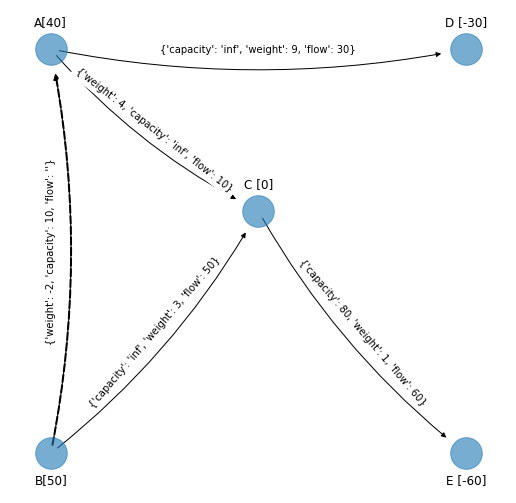 A[40]
D [-30]
{'capacity': 'inf', 'weight': 9, 'flow': 30}
{'weight': 4, 'capacity': 'inf', 'flow': 10}
C [0]
{'weight': -2, 'capacity': 10, 'flow': ''}
{'capacity': 'inf', 'weight': 3, 'flow': 50}
{'capacity': 80, 'weight': 1, 'flow': 60}
B[50]
E [-60]